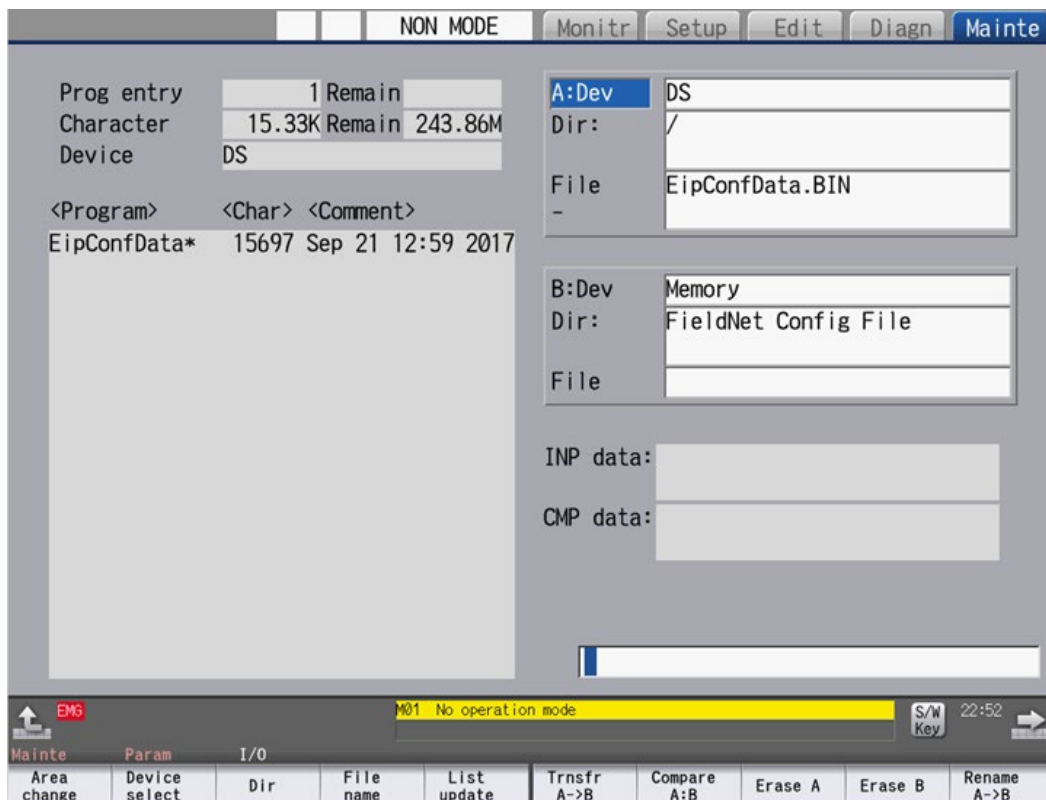 NON MODE Monitr Setup Edit Diagn Mainte
Prog entry 1 Remain
Character 15.33K Remain 243.86M
Device DS
<Program> <Char> <Comment>
EipConfData* 15697 Sep 21 12:59 2017
A:Dev DS
Dir: /
File EipConfData.BIN
-
B:Dev Memory
Dir: FieldNet Config File
File
INP data:
CMP data:
EMG M01 No operation mode S/W Key 22:52
Mainte Param I/O
Area change Device select Dir File name List update Trnsfr A->B Compare A:B Erase A Erase B Rename A->B